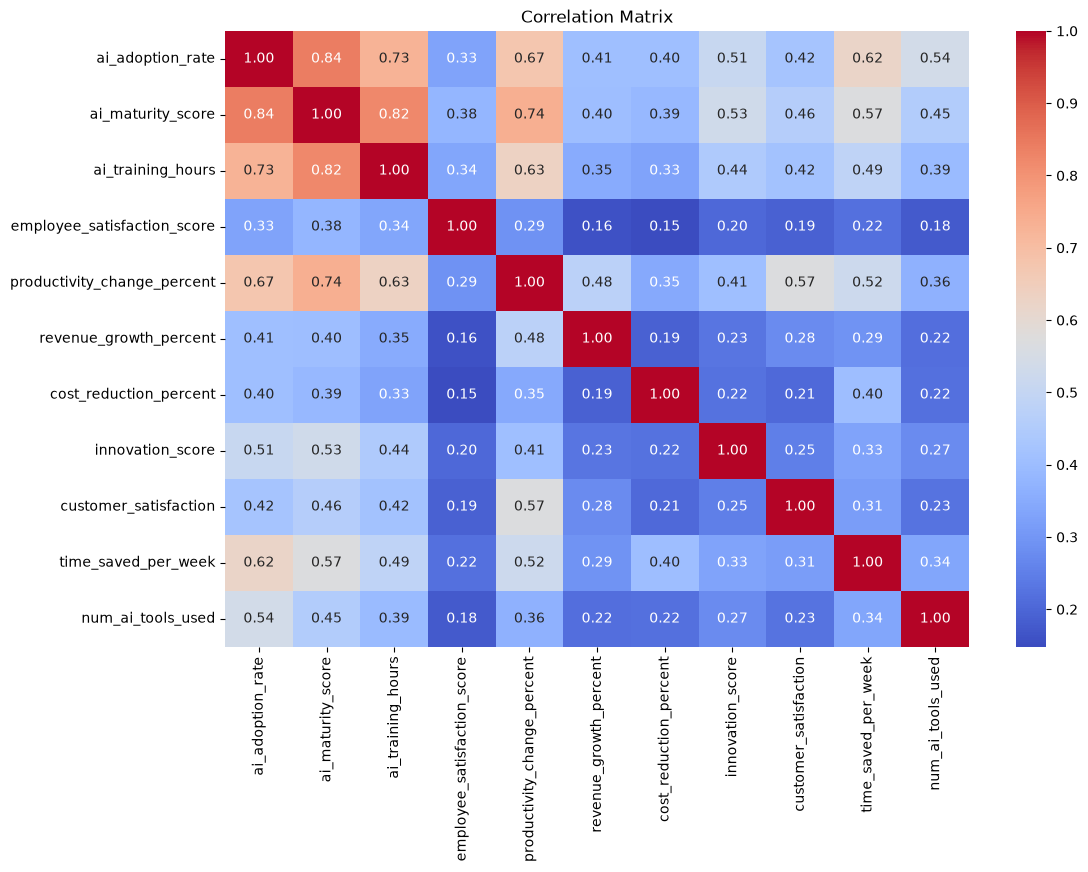 Correlation Matrix
ai_adoption_rate 1.00 0.84 0.73 0.33 0.67 0.41 0.40 0.51 0.42 0.62 0.54
ai_maturity_score 0.84 1.00 0.82 0.38 0.74 0.40 0.39 0.53 0.46 0.57 0.45
ai_training_hours 0.73 0.82 1.00 0.34 0.63 0.35 0.33 0.44 0.42 0.49 0.39
employee_satisfaction_score 0.33 0.38 0.34 1.00 0.29 0.16 0.15 0.20 0.19 0.22 0.18
productivity_change_percent 0.67 0.74 0.63 0.29 1.00 0.48 0.35 0.41 0.57 0.52 0.36
revenue_growth_percent 0.41 0.40 0.35 0.16 0.48 1.00 0.19 0.23 0.28 0.29 0.22
cost_reduction_percent 0.40 0.39 0.33 0.15 0.35 0.19 1.00 0.22 0.21 0.40 0.22
innovation_score 0.51 0.53 0.44 0.20 0.41 0.23 0.22 1.00 0.25 0.33 0.27
customer_satisfaction 0.42 0.46 0.42 0.19 0.57 0.28 0.21 0.25 1.00 0.31 0.23
time_saved_per_week 0.62 0.57 0.49 0.22 0.52 0.29 0.40 0.33 0.31 1.00 0.34
num_ai_tools_used 0.54 0.45 0.39 0.18 0.36 0.22 0.22 0.27 0.23 0.34 1.00
ai_adoption_rate
ai_maturity_score
ai_training_hours
employee_satisfaction_score
productivity_change_percent
revenue_growth_percent
cost_reduction_percent
innovation_score
customer_satisfaction
time_saved_per_week
num_ai_tools_used
1.0
0.9
0.8
0.7
0.6
0.5
0.4
0.3
0.2